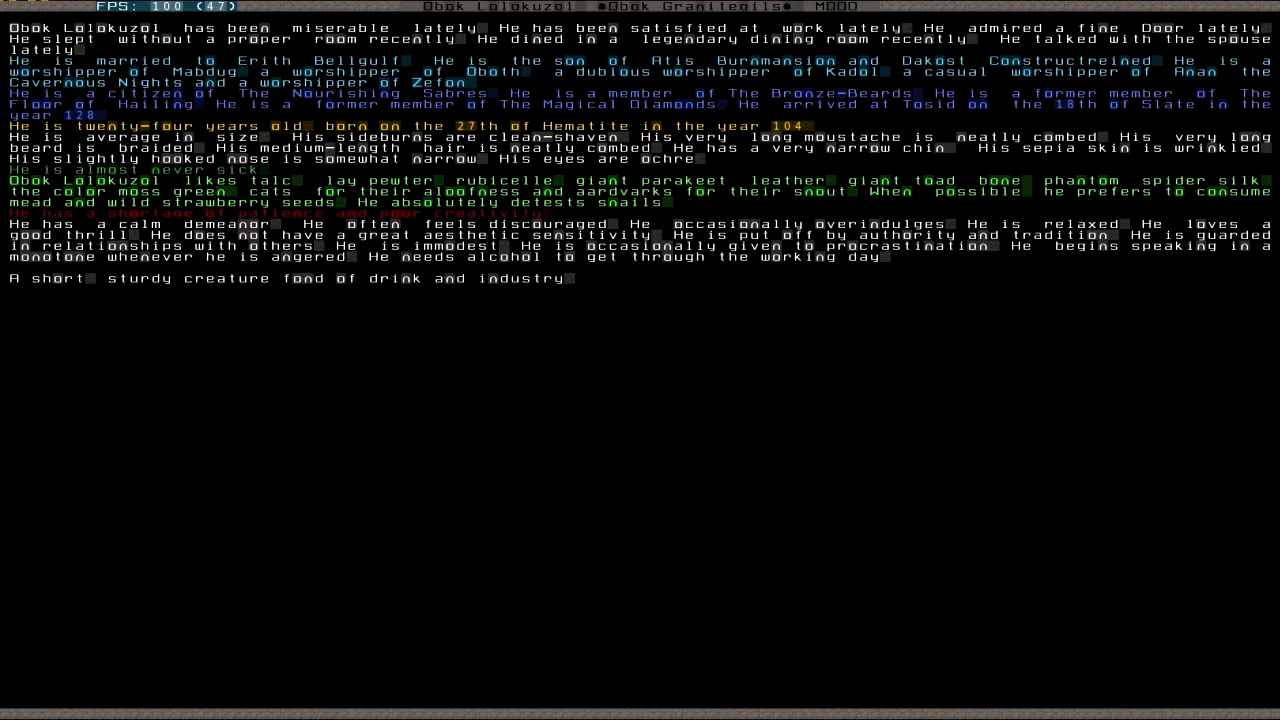 FPS: 100 (47) Obok Lolokuzol •Obok Graniteoils• MOOD
Obok Lolokuzol has been miserable lately He has been satisfied at work lately He admired a fine Door lately
He slept without a proper room recently He dined in a legendary dining room recently He talked with the spouse
lately
He is married to Erith Bellgulf He is the son of Atis Burnmansion and Dakost Constructreined He is a
worshipper of Mabdug a worshipper of Oboth a dubious worshipper of Kadol a casual worshipper of Anan the
Cavernous Nights and a worshipper of Zefon
He is a citizen of The Nourishing Sabres He is a member of The Bronze-Beards He is a former member of The
Floor of Hailing He is a former member of The Magical Diamonds He arrived at Tosid on the 18th of Slate in the
year 128
He is twenty-four years old born on the 27th of Hematite in the year 104
He is average in size His sideburns are clean-shaven His very long moustache is neatly combed His very long
beard is braided His medium-length hair is neatly combed He has a very narrow chin His sepia skin is wrinkled
His slightly hooked nose is somewhat narrow His eyes are ochre
He is almost never sick
Obok Lolokuzol likes talc lay pewter rubicelle giant parakeet leather giant toad bone phantom spider silk
the color moss green cats for their aloofness and aardvarks for their snout When possible he prefers to consume
mead and wild strawberry seeds He absolutely detests snails
He has a shortage of patience and poor creativity
He has a calm demeanor He often feels discouraged He occasionally overindulges He is relaxed He loves a
good thrill He does not have a great aesthetic sensitivity He is put off by authority and tradition He is guarded
in relationships with others He is immodest He is occasionally given to procrastination He begins speaking in a
monotone whenever he is angered He needs alcohol to get through the working day
A short sturdy creature fond of drink and industry